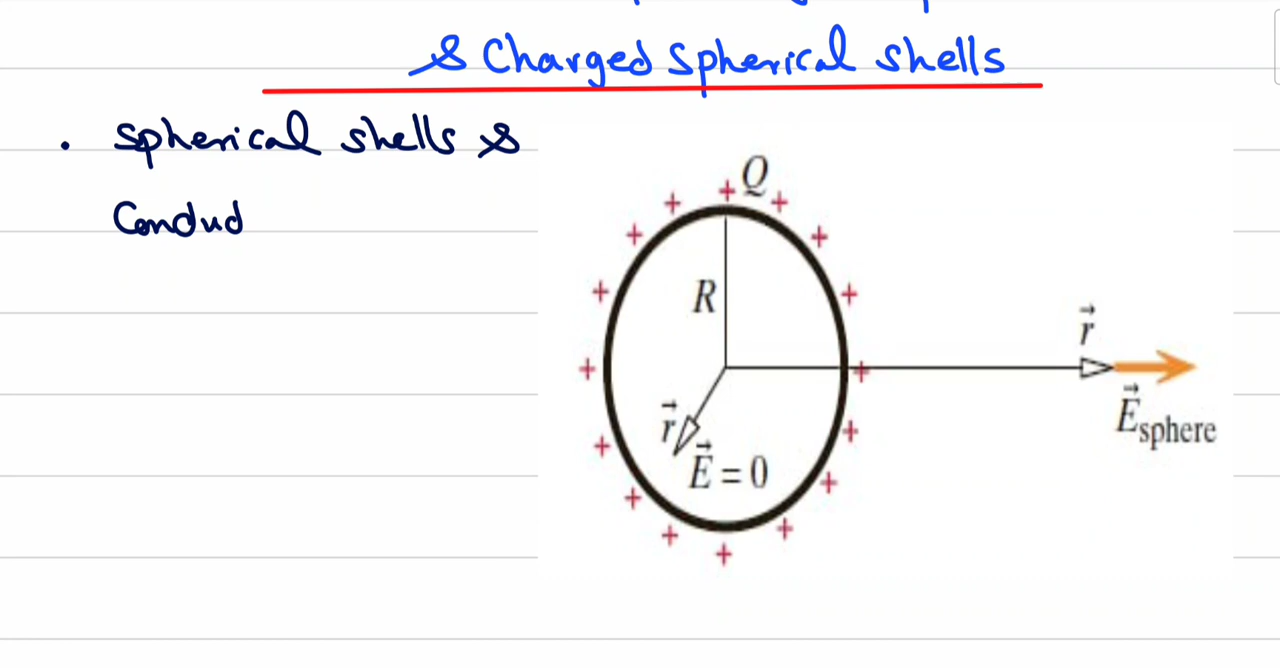 & Charged Spherical Shells
• Spherical shells &
Condud
Q
R
r
r
E = 0
E sphere